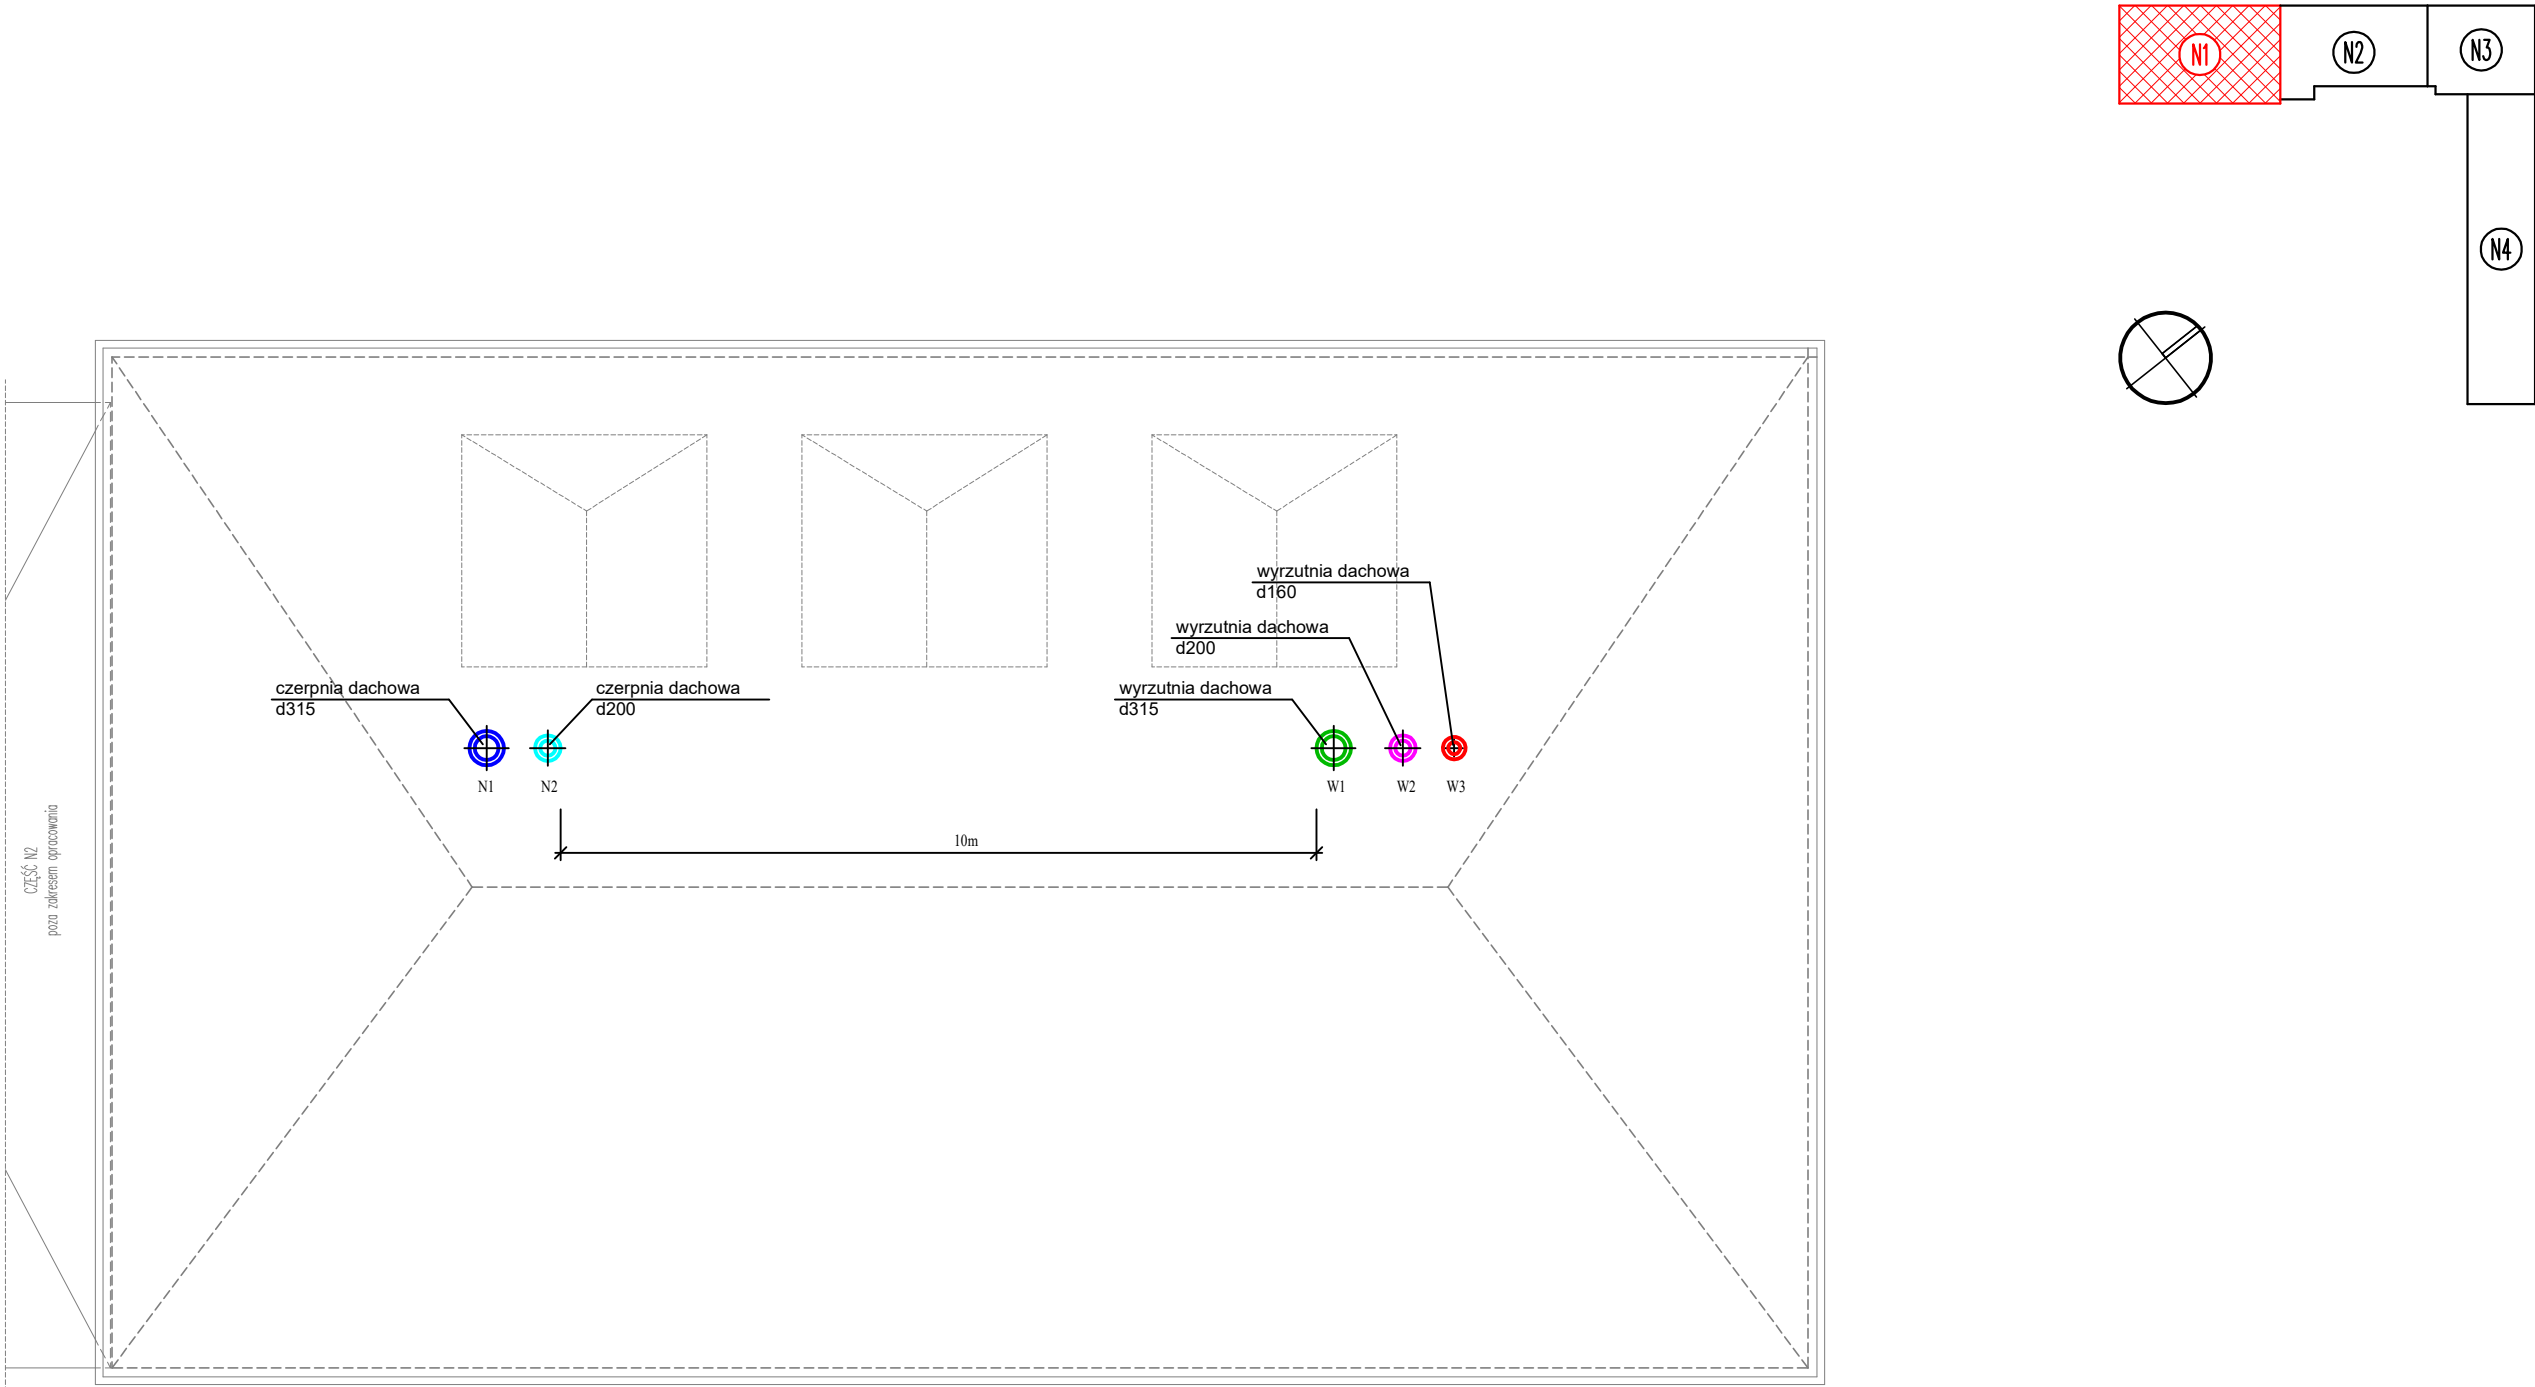 N1
N2
N3
N4
wyrzutnia dachowa
d160
wyrzutnia dachowa
d200
czerpnia dachowa
d315
czerpnia dachowa
d200
wyrzutnia dachowa
d315
N1
N2
W1
W2
W3
10m
CZĘŚĆ N2
poza zakresem opracowania